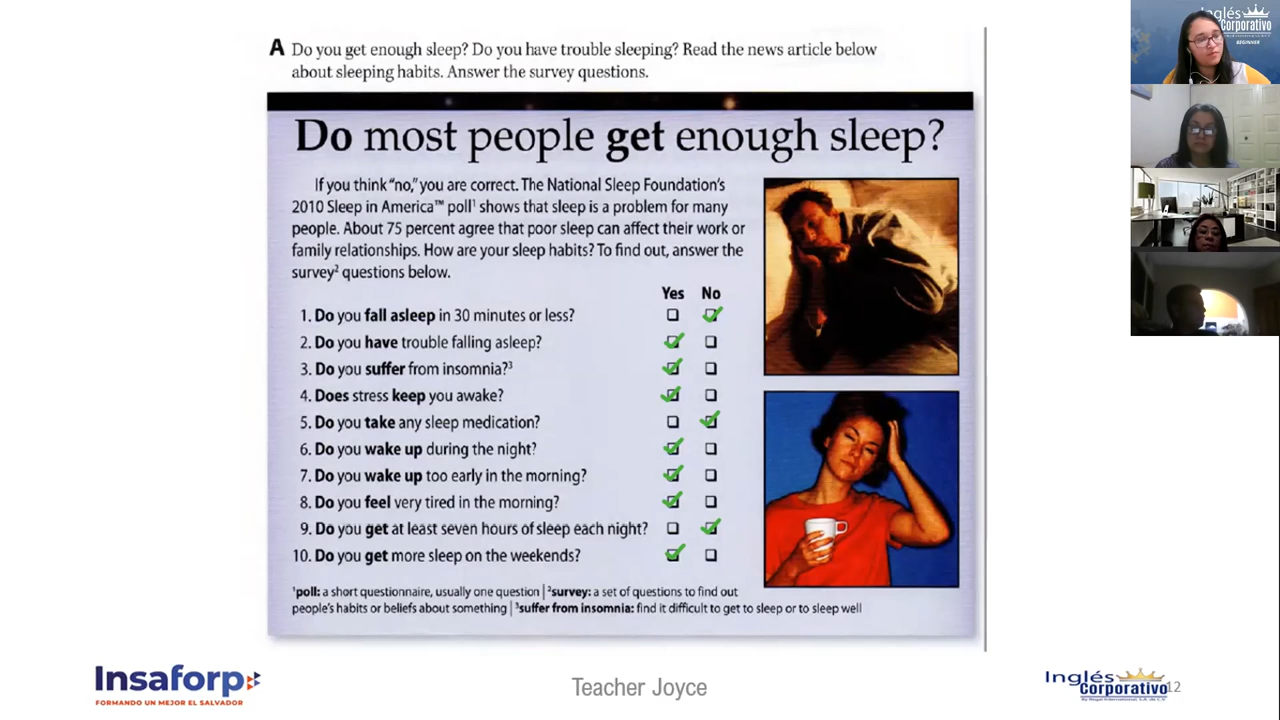 A Do you get enough sleep? Do you have trouble sleeping? Read the news article below
about sleeping habits. Answer the survey questions.
Do most people get enough sleep?
If you think “no,” you are correct. The National Sleep Foundation’s
2010 Sleep in America™ poll¹ shows that sleep is a problem for many
people. About 75 percent agree that poor sleep can affect their work or
family relationships. How are your sleep habits? To find out, answer the
survey² questions below.
Yes No
1. Do you fall asleep in 30 minutes or less?
2. Do you have trouble falling asleep?
3. Do you suffer from insomnia?³
4. Does stress keep you awake?
5. Do you take any sleep medication?
6. Do you wake up during the night?
7. Do you wake up too early in the morning?
8. Do you feel very tired in the morning?
9. Do you get at least seven hours of sleep each night?
10. Do you get more sleep on the weekends?
¹poll: a short questionnaire, usually one question | ²survey: a set of questions to find out
people’s habits or beliefs about something | ³suffer from insomnia: find it difficult to get to sleep or to sleep well
Insaforp
FORMANDO UN MEJOR EL SALVADOR
Teacher Joyce
Inglés
Corporativo
12
Inglés
Corporativo
BEGINNER